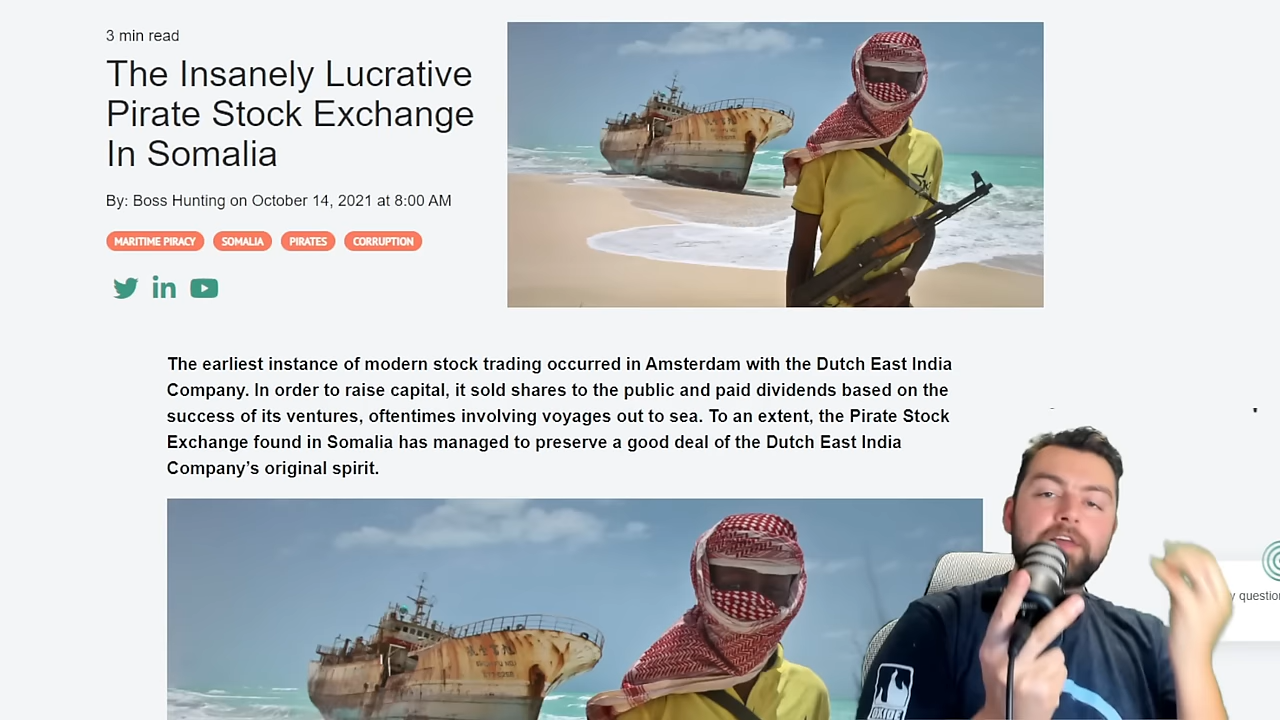 3 min read
The Insanely Lucrative
Pirate Stock Exchange
In Somalia
By: Boss Hunting on October 14, 2021 at 8:00 AM
MARITIME PIRACY SOMALIA PIRATES CORRUPTION
The earliest instance of modern stock trading occurred in Amsterdam with the Dutch East India
Company. In order to raise capital, it sold shares to the public and paid dividends based on the
success of its ventures, oftentimes involving voyages out to sea. To an extent, the Pirate Stock
Exchange found in Somalia has managed to preserve a good deal of the Dutch East India
Company’s original spirit.
OXIDE